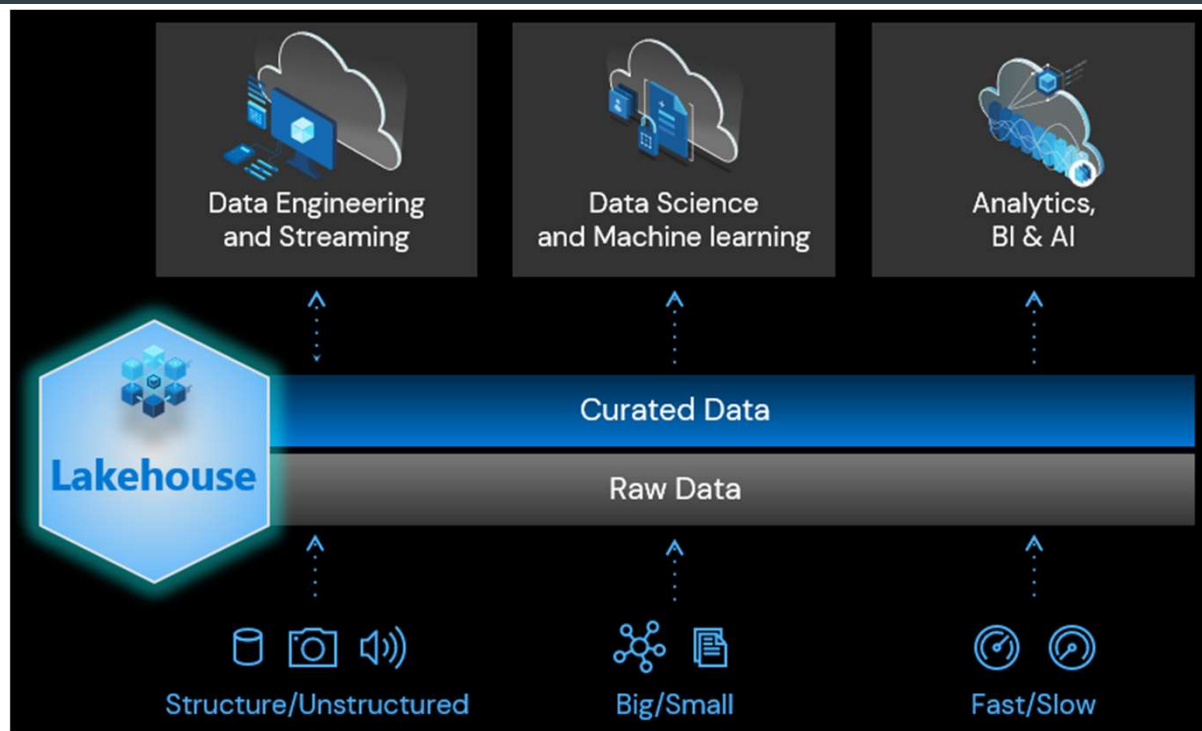 Data Engineering
and Streaming
Data Science
and Machine learning
Analytics,
BI & AI
Lakehouse
Curated Data
Raw Data
Structure/Unstructured
Big/Small
Fast/Slow